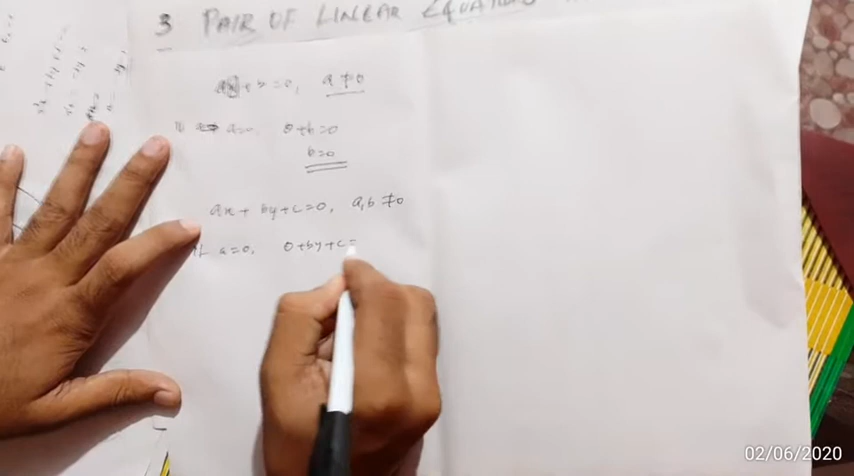 3 PAIR OF LINEAR EQUATIONS
ax + b = 0, a ≠ 0
a = 0, 0 + b = 0
b = 0
ax + by + c = 0, a, b ≠ 0
If a = 0, 0 + by + c =
02/06/2020